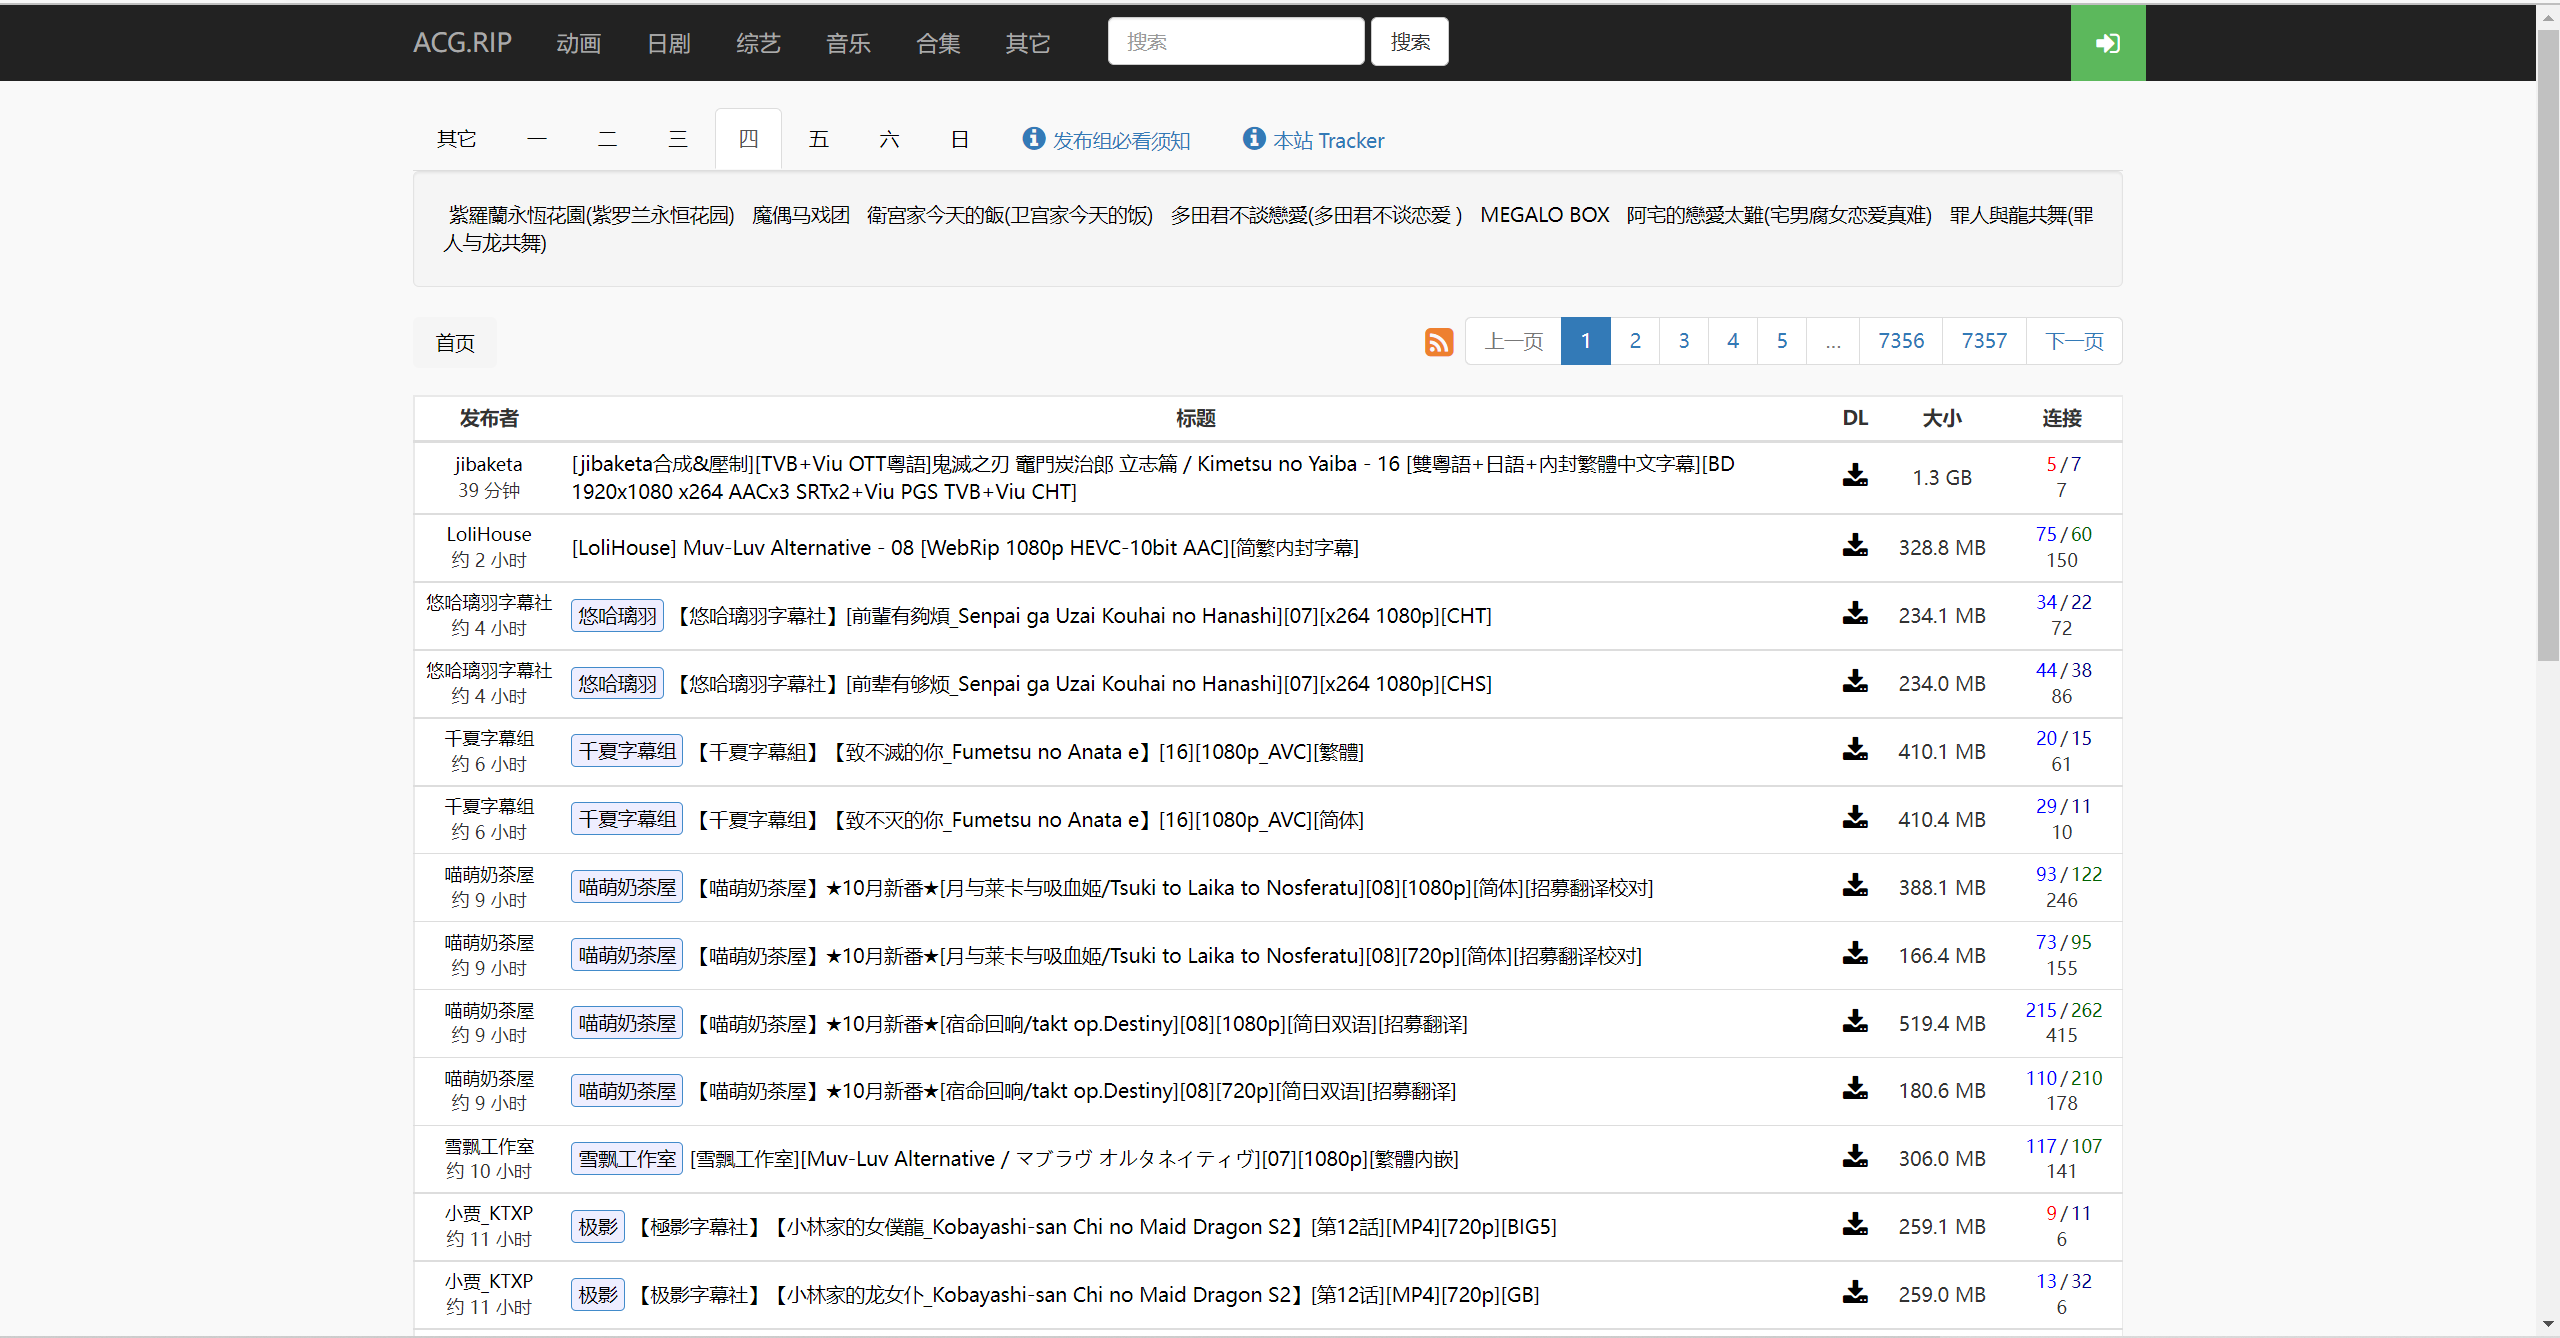 ACG.RIP 动画 日剧 综艺 音乐 合集 其它 搜索 搜索
其它 一 二 三 四 五 六 日 发布组必看须知 本站 Tracker
紫羅蘭永恆花園(紫罗兰永恒花园) 魔偶马戏团 衛宮家今天的飯(卫宫家今天的饭) 多田君不談戀愛(多田君不谈恋爱 ) MEGALO BOX 阿宅的戀愛太難(宅男腐女恋爱真难) 罪人與龍共舞(罪
人与龙共舞)
首页 上一页 1 2 3 4 5 ... 7356 7357 下一页
发布者 标题 DL 大小 连接
jibaketa
39 分钟
[jibaketa合成&壓制][TVB+Viu OTT粵語]鬼滅之刃 竈門炭治郎 立志篇 / Kimetsu no Yaiba - 16 [雙粵語+日語+內封繁體中文字幕][BD
1920x1080 x264 AACx3 SRTx2+Viu PGS TVB+Viu CHT]
1.3 GB
5 / 7
7
LoliHouse
约 2 小时
[LoliHouse] Muv-Luv Alternative - 08 [WebRip 1080p HEVC-10bit AAC][简繁内封字幕]
328.8 MB
75 / 60
150
悠哈璃羽字幕社
约 4 小时
悠哈璃羽 【悠哈璃羽字幕社】[前輩有夠煩_Senpai ga Uzai Kouhai no Hanashi][07][x264 1080p][CHT]
234.1 MB
34 / 22
72
悠哈璃羽字幕社
约 4 小时
悠哈璃羽 【悠哈璃羽字幕社】[前辈有够烦_Senpai ga Uzai Kouhai no Hanashi][07][x264 1080p][CHS]
234.0 MB
44 / 38
86
千夏字幕组
约 6 小时
千夏字幕组 【千夏字幕組】【致不滅的你_Fumetsu no Anata e】[16][1080p_AVC][繁體]
410.1 MB
20 / 15
61
千夏字幕组
约 6 小时
千夏字幕组 【千夏字幕组】【致不灭的你_Fumetsu no Anata e】[16][1080p_AVC][简体]
410.4 MB
29 / 11
10
喵萌奶茶屋
约 9 小时
喵萌奶茶屋 【喵萌奶茶屋】★10月新番★[月与莱卡与吸血姬/Tsuki to Laika to Nosferatu][08][1080p][简体][招募翻译校对]
388.1 MB
93 / 122
246
喵萌奶茶屋
约 9 小时
喵萌奶茶屋 【喵萌奶茶屋】★10月新番★[月与莱卡与吸血姬/Tsuki to Laika to Nosferatu][08][720p][简体][招募翻译校对]
166.4 MB
73 / 95
155
喵萌奶茶屋
约 9 小时
喵萌奶茶屋 【喵萌奶茶屋】★10月新番★[宿命回响/takt op.Destiny][08][1080p][简日双语][招募翻译]
519.4 MB
215 / 262
415
喵萌奶茶屋
约 9 小时
喵萌奶茶屋 【喵萌奶茶屋】★10月新番★[宿命回响/takt op.Destiny][08][720p][简日双语][招募翻译]
180.6 MB
110 / 210
178
雪飘工作室
约 10 小时
雪飘工作室 [雪飄工作室][Muv-Luv Alternative / マブラヴ オルタネイティヴ][07][1080p][繁體內嵌]
306.0 MB
117 / 107
141
小贾_KTXP
约 11 小时
极影 【極影字幕社】【小林家的女僕龍_Kobayashi-san Chi no Maid Dragon S2】[第12話][MP4][720p][BIG5]
259.1 MB
9 / 11
6
小贾_KTXP
约 11 小时
极影 【极影字幕社】【小林家的龙女仆_Kobayashi-san Chi no Maid Dragon S2】[第12话][MP4][720p][GB]
259.0 MB
13 / 32
6